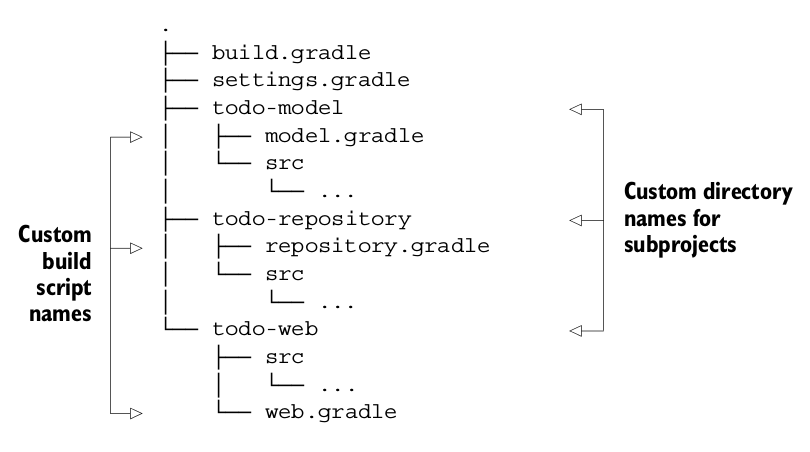 .
├── build.gradle
├── settings.gradle
├── todo-model
│   ├── model.gradle
│   └── src
│       └── ...
├── todo-repository
│   ├── repository.gradle
│   └── src
│       └── ...
└── todo-web
    ├── src
    │   └── ...
    └── web.gradle
Custom
build
script
names
Custom directory
names for
subprojects